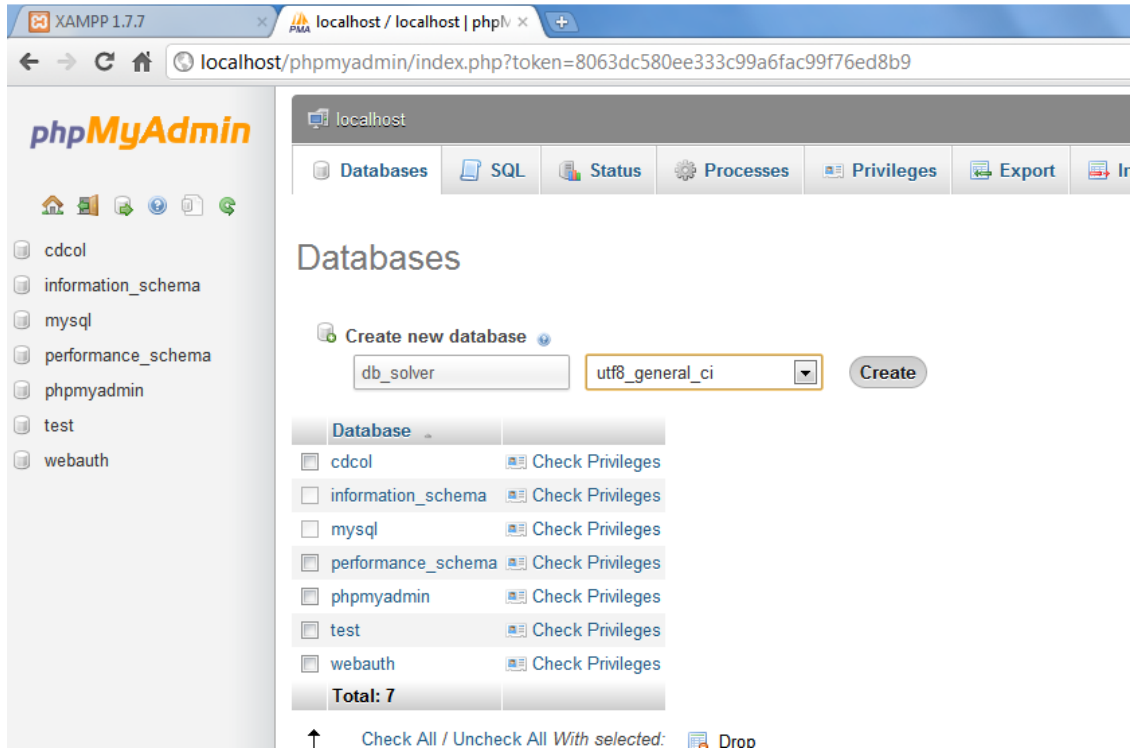 XAMPP 1.7.7
PMA localhost / localhost | phpM
localhost/phpmyadmin/index.php?token=8063dc580ee333c99a6fac99f76ed8b9
phpMyAdmin
cdcol
information_schema
mysql
performance_schema
phpmyadmin
test
webauth
localhost
Databases SQL Status Processes Privileges Export
Databases
Create new database
db_solver utf8_general_ci Create
Database
cdcol Check Privileges
information_schema Check Privileges
mysql Check Privileges
performance_schema Check Privileges
phpmyadmin Check Privileges
test Check Privileges
webauth Check Privileges
Total: 7
Check All / Uncheck All With selected: Drop